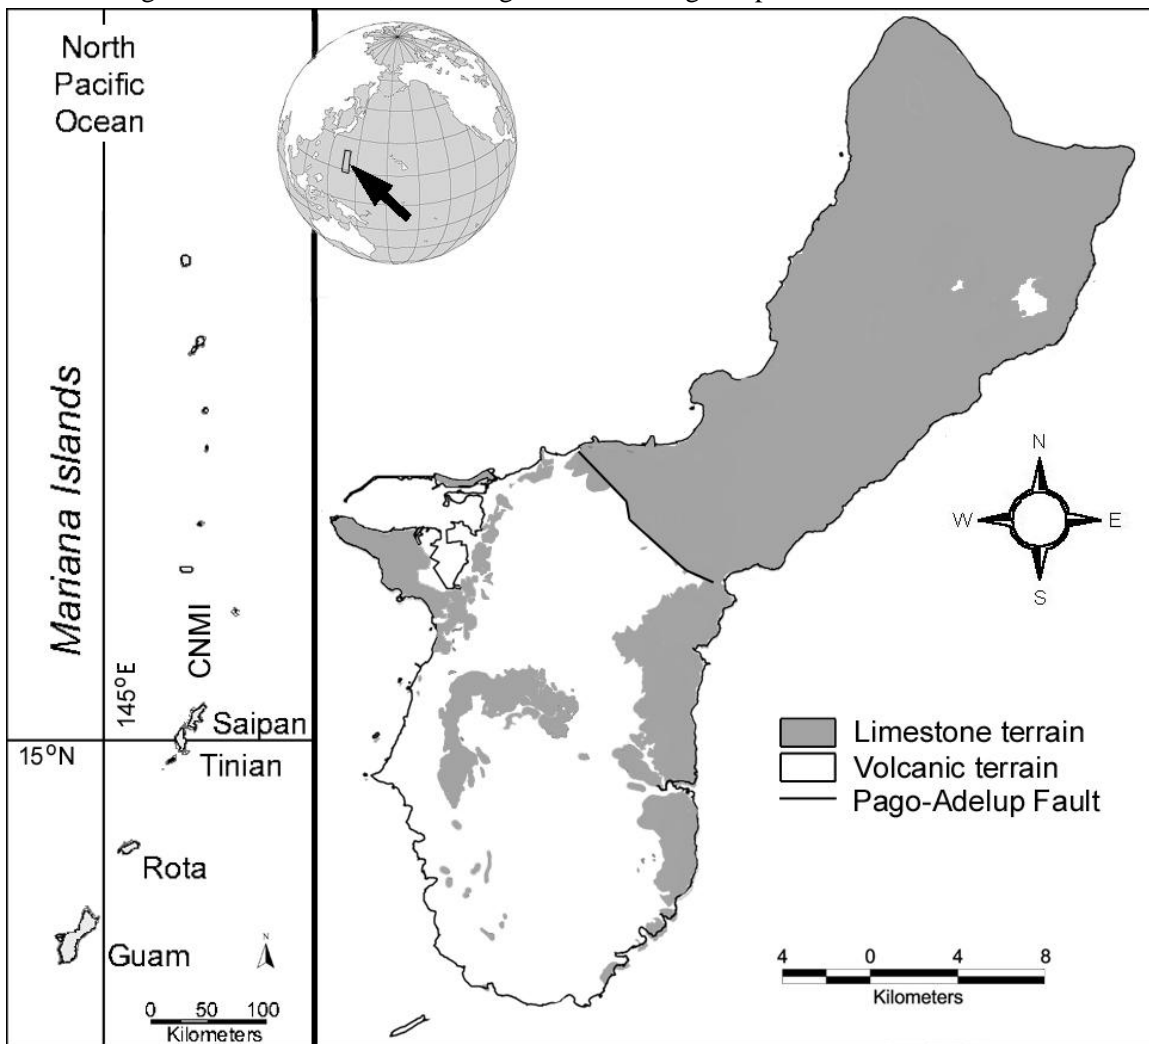 North
Pacific
Ocean
Mariana Islands
CNMI
145°E
Saipan
15°N
Tinian
Rota
Guam
N
0 50 100
Kilometers
N
W E
S
Limestone terrain
Volcanic terrain
Pago-Adelup Fault
4 0 4 8
Kilometers